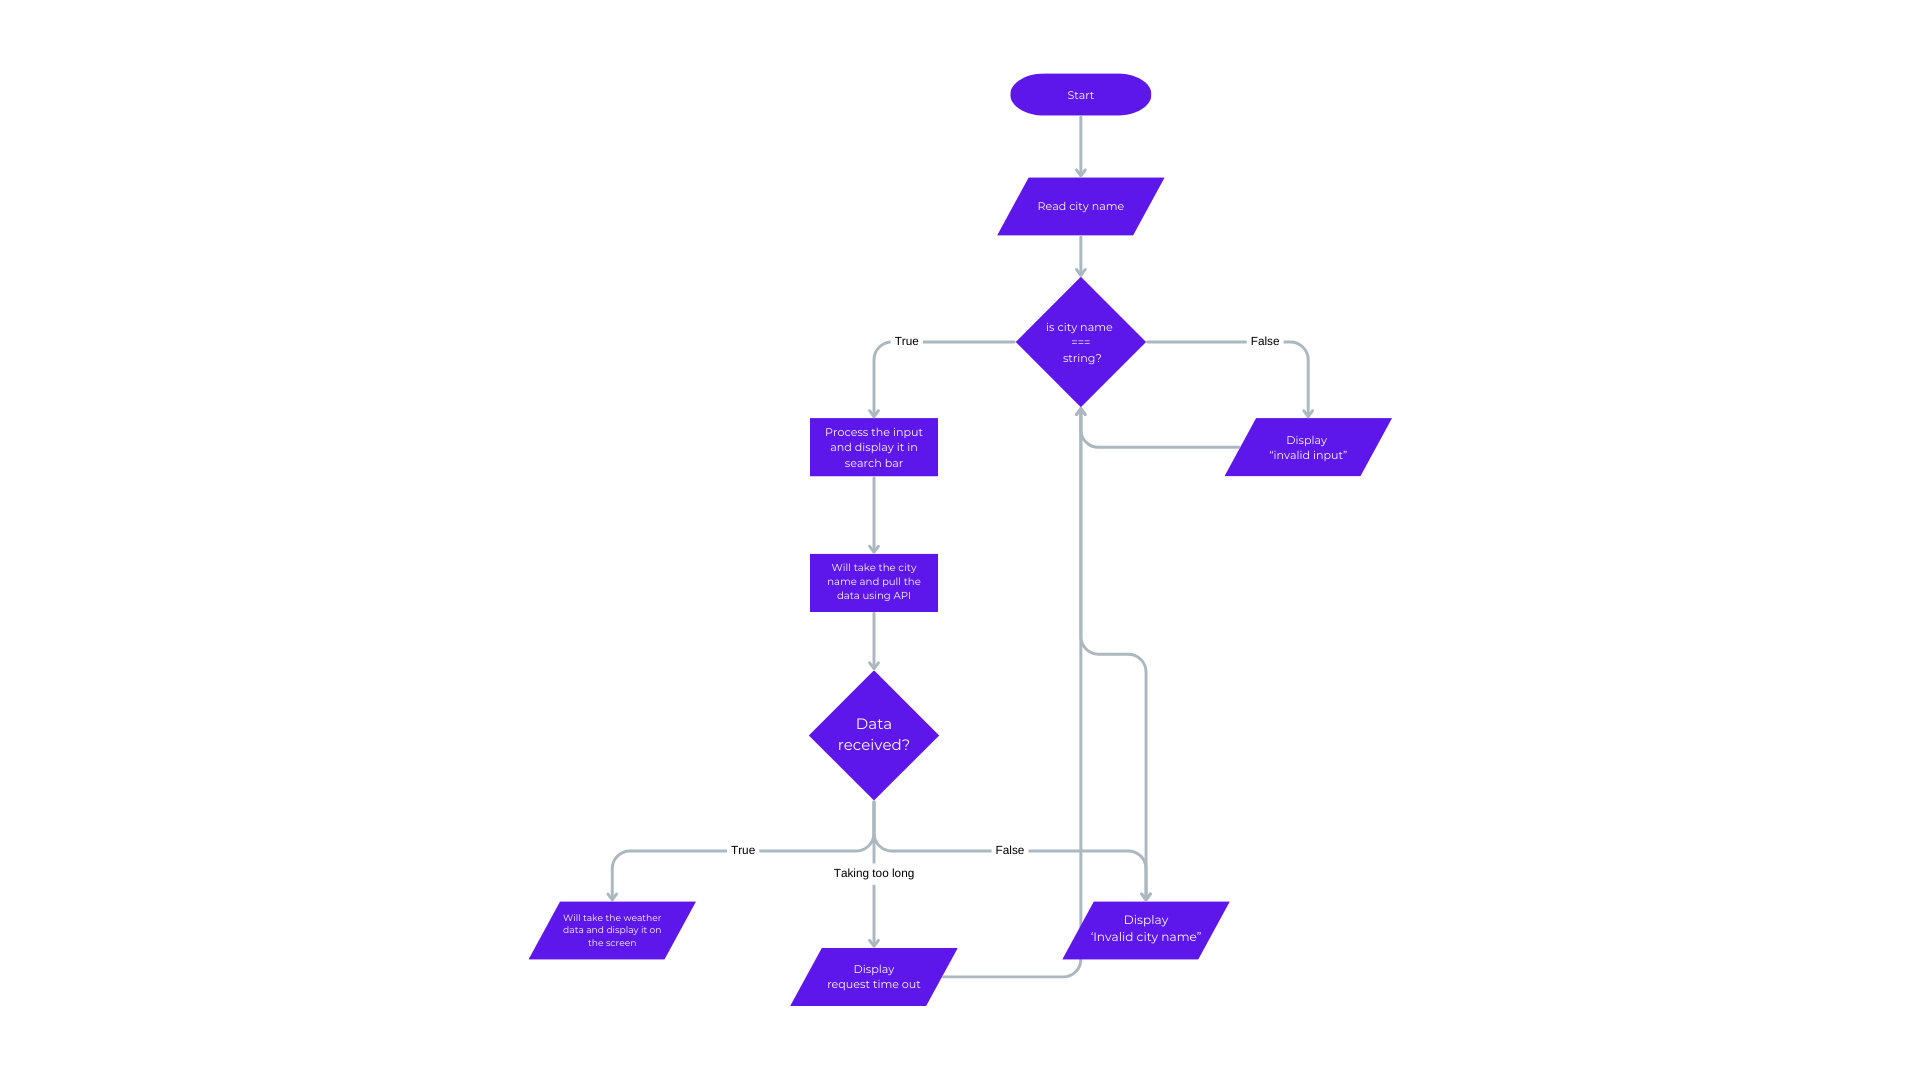 Start
Read city name
is city name
===
string?
True
False
Process the input
and display it in
search bar
Display
“invalid input”
Will take the city
name and pull the
data using API
Data
received?
True
False
Taking too long
Will take the weather
data and display it on
the screen
Display
‘Invalid city name”
Display
request time out